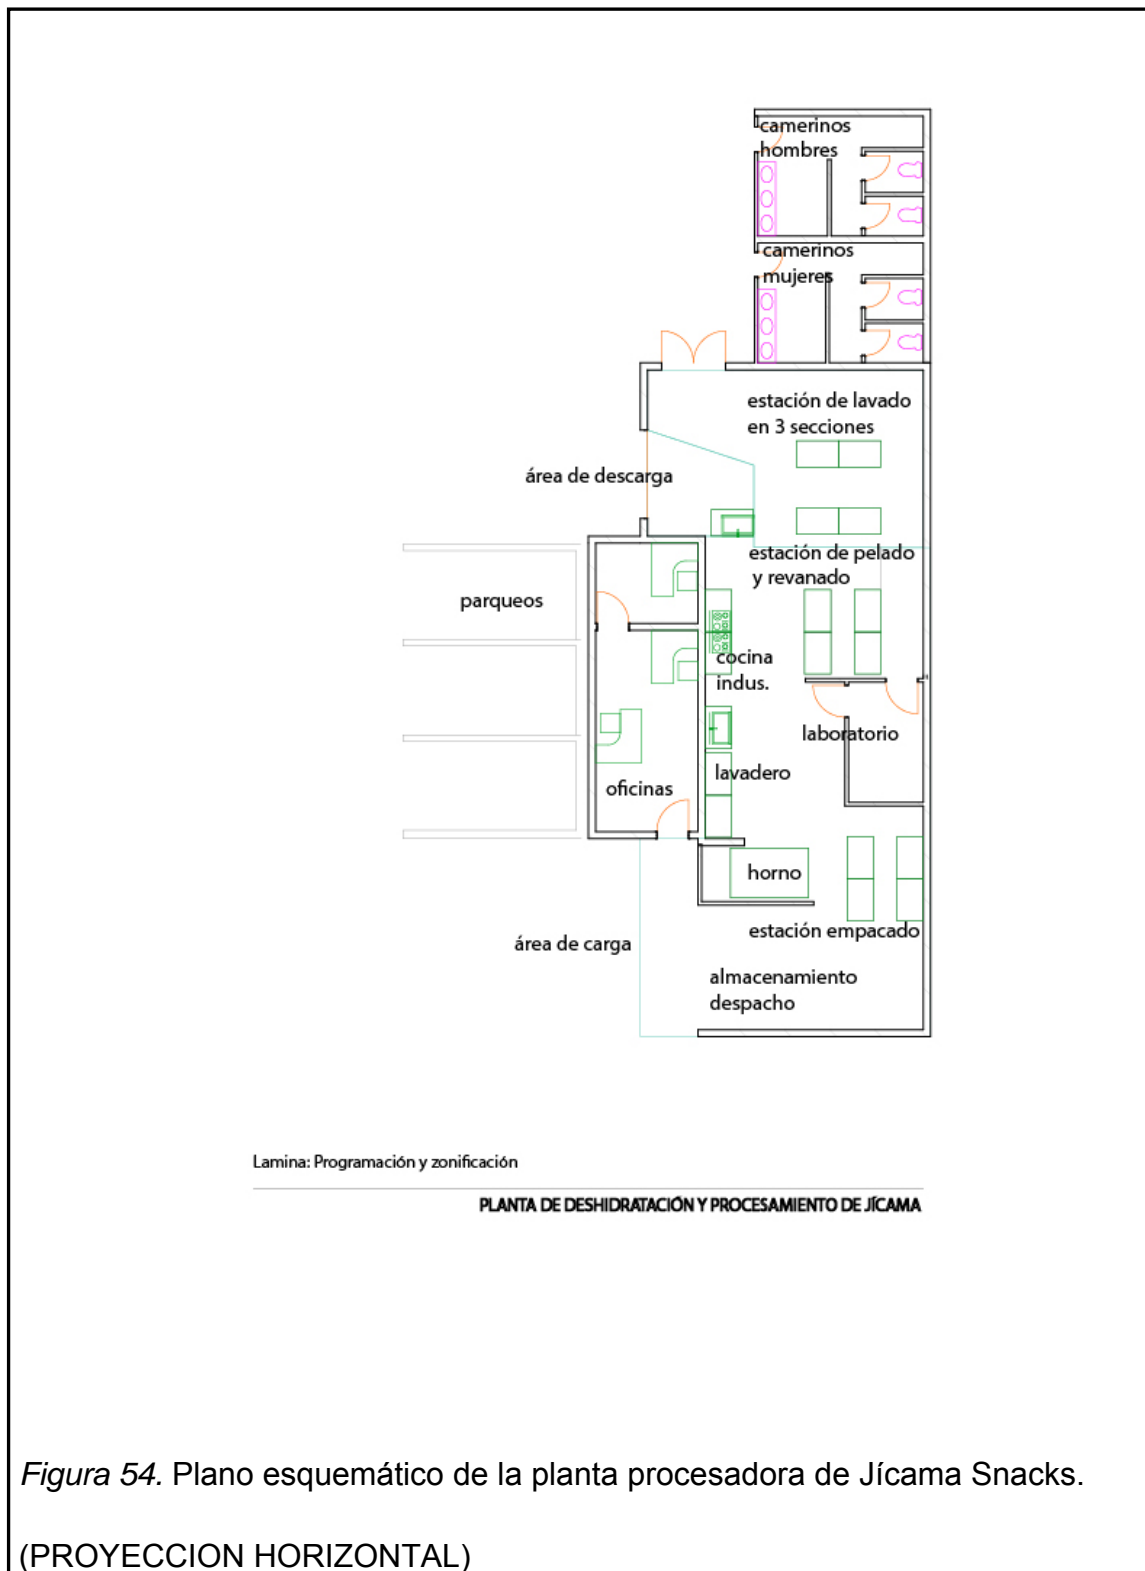 camerinos
hombres
camerinos
mujeres
estación de lavado
en 3 secciones
área de descarga
estación de pelado
y revanado
parqueos
cocina
indus.
laboratorio
lavadero
oficinas
horno
estación empacado
área de carga
almacenamiento
despacho
Lamina: Programación y zonificación
PLANTA DE DESHIDRATACIÓN Y PROCESAMIENTO DE JÍCAMA
Figura 54. Plano esquemático de la planta procesadora de Jícama Snacks.
(PROYECCION HORIZONTAL)